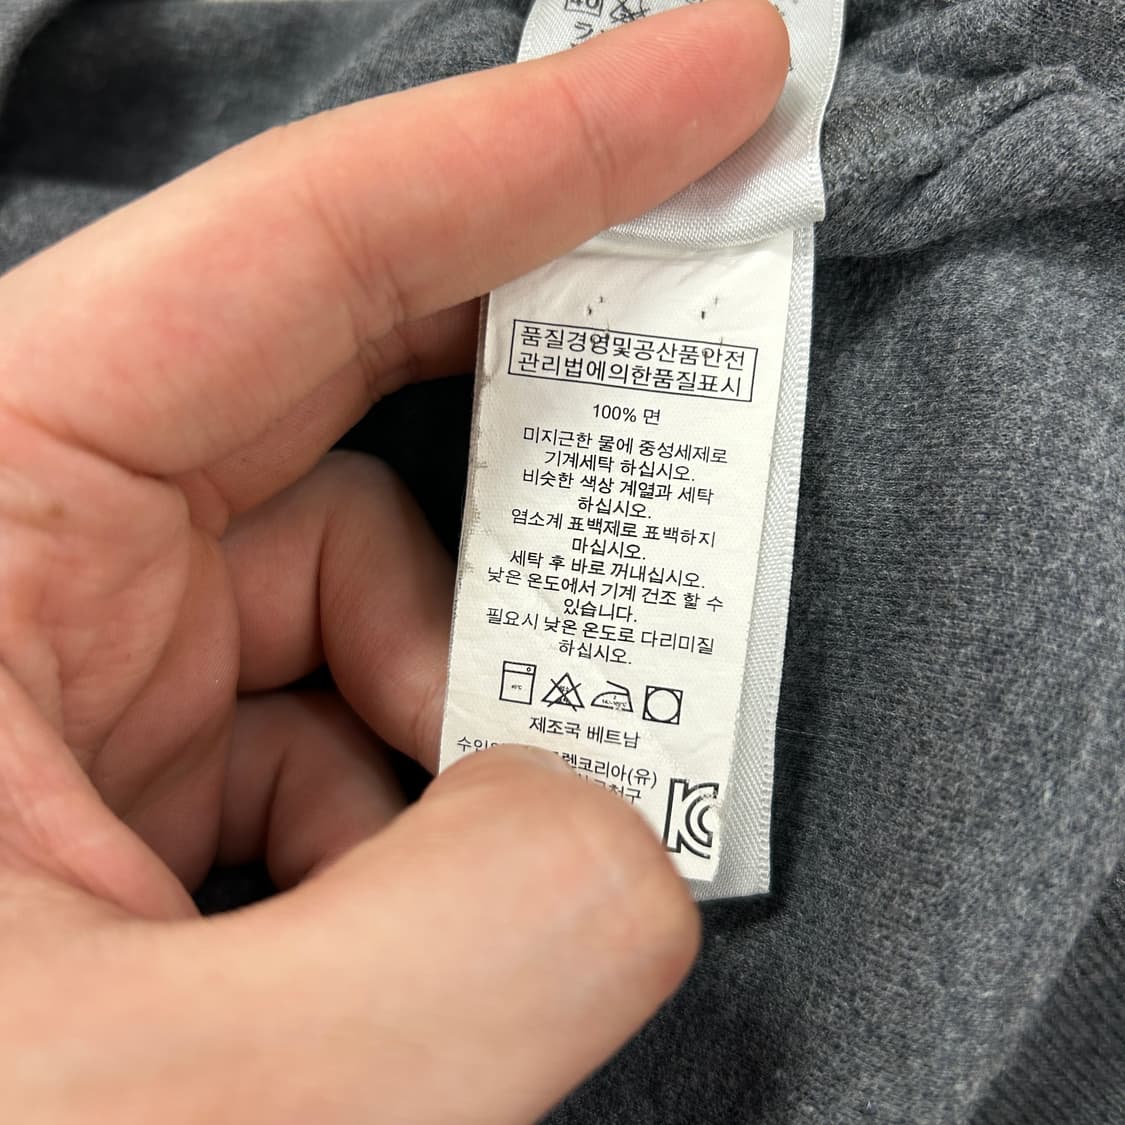 40
품질경영및공산품안전
관리법에의한품질표시
100% 면
미지근한 물에 중성세제로
기계세탁 하십시오.
비슷한 색상 계열과 세탁
하십시오.
염소계 표백제로 표백하지
마십시오.
세탁 후 바로 꺼내십시오.
낮은 온도에서 기계 건조 할 수
있습니다.
필요시 낮은 온도로 다리미질
하십시오.
제조국 베트남
렌코리아(유)